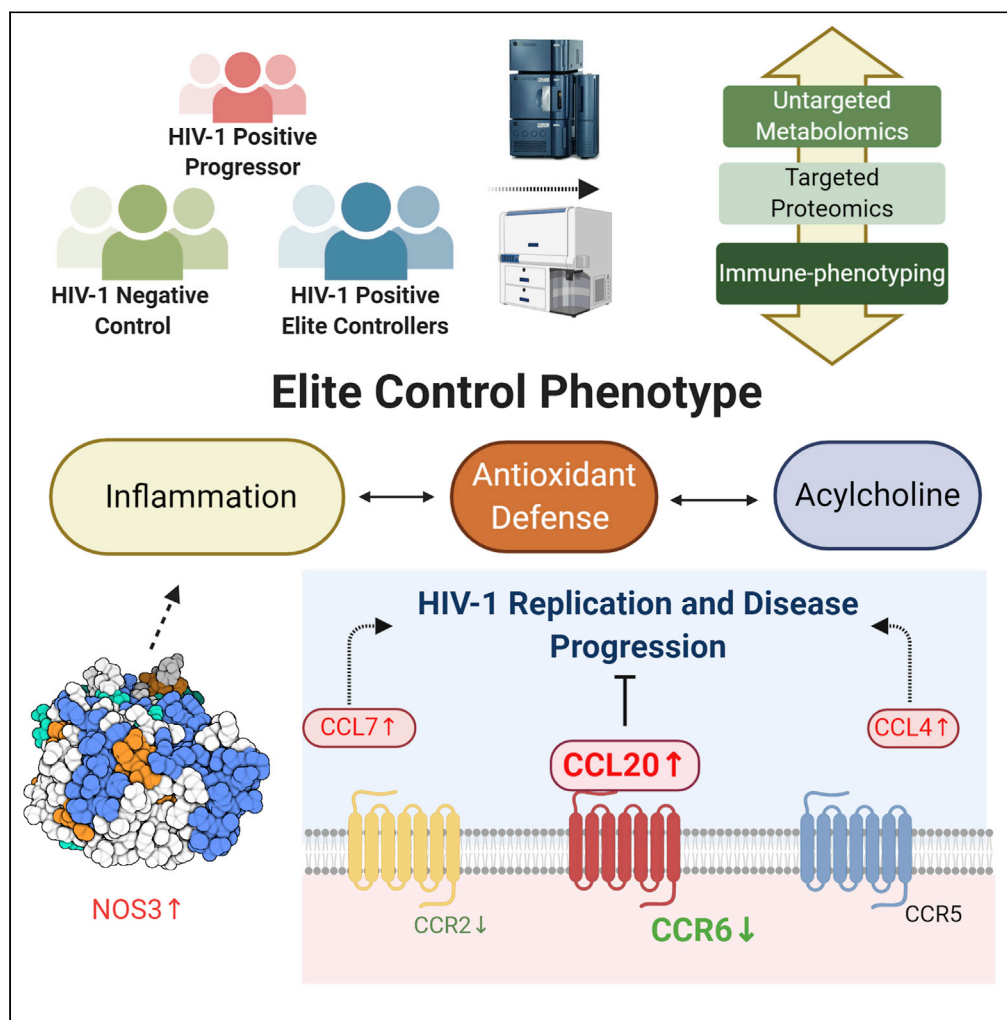 HIV-1 Positive
Progressor
HIV-1 Negative
Control
HIV-1 Positive
Elite Controllers
Untargeted
Metabolomics
Targeted
Proteomics
Immune-phenotyping
Elite Control Phenotype
Inflammation
Antioxidant
Defense
Acylcholine
HIV-1 Replication and Disease
Progression
CCL7↑
CCL20↑
CCL4↑
NOS3↑
CCR2↓
CCR6↓
CCR5